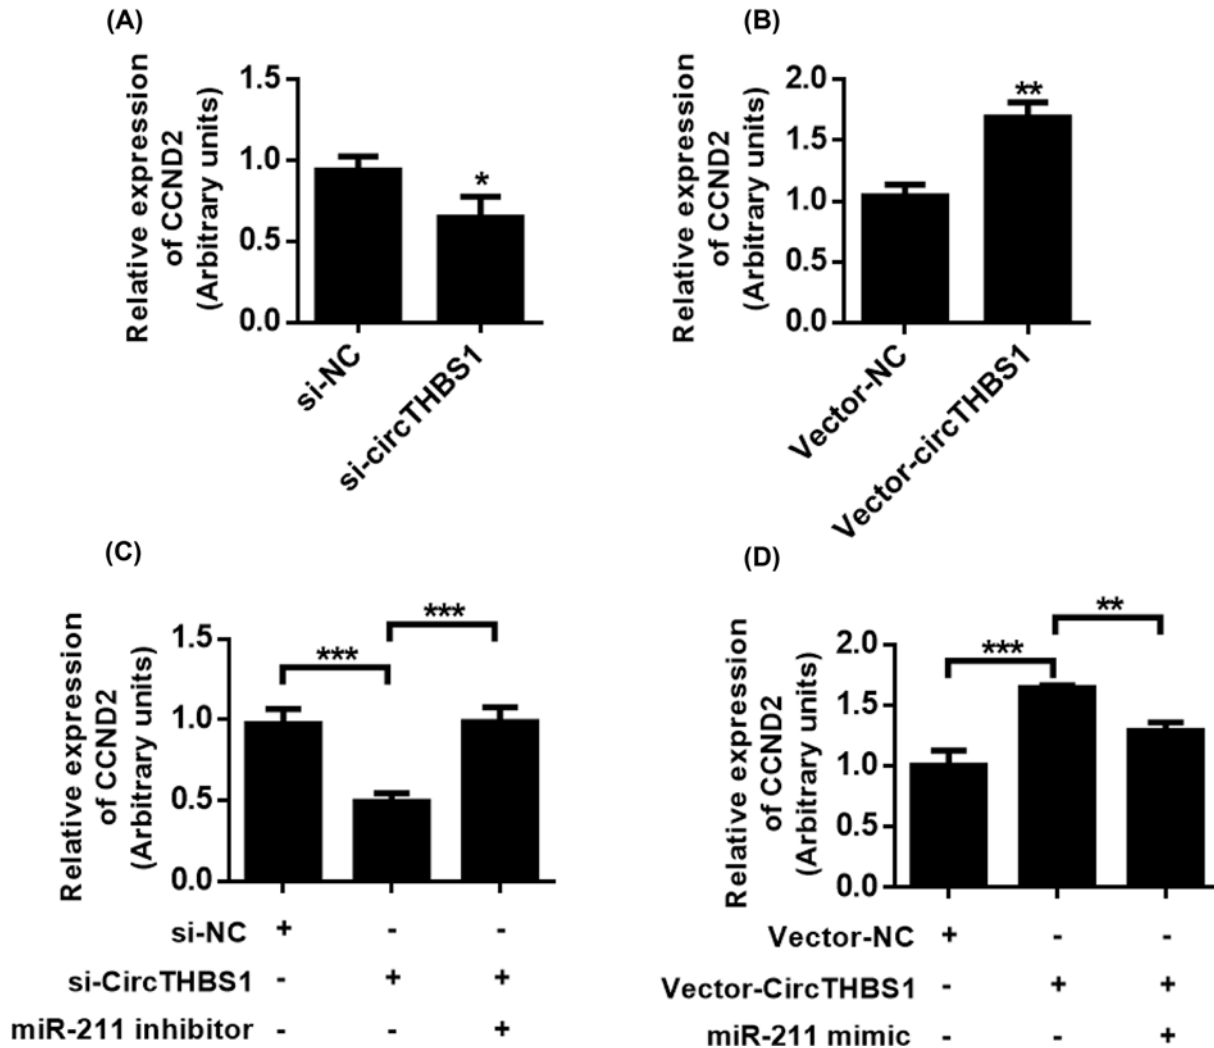 (A)
Relative expression
of CCND2
(Arbitrary units)
1.5
1.0
0.5
0.0
*
si-NC
si-circTHBS1
(B)
Relative expression
of CCND2
(Arbitrary units)
2.0
1.5
1.0
0.5
0.0
**
Vector-NC
Vector-circTHBS1
(C)
Relative expression
of CCND2
(Arbitrary units)
1.5
1.0
0.5
0.0
***
***
si-NC + - -
si-CircTHBS1 - + +
miR-211 inhibitor - - +
(D)
Relative expression
of CCND2
(Arbitrary units)
2.0
1.5
1.0
0.5
0.0
***
**
Vector-NC + - -
Vector-CircTHBS1 - + +
miR-211 mimic - - +